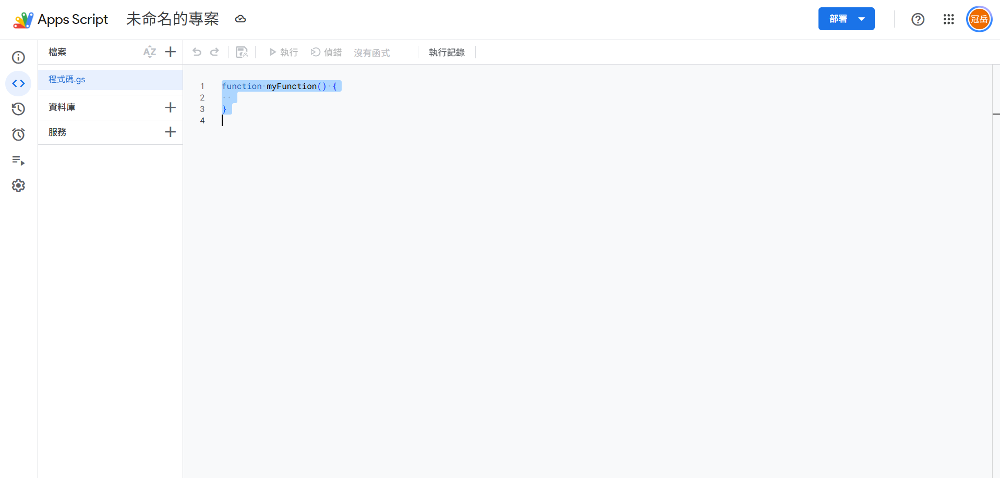 Apps Script 未命名的專案 部署 冠岳
檔案 AZ 執行 偵錯 沒有函式 執行記錄
程式碼.gs
資料庫
服務
1 function myFunction() {
2
3 }
4